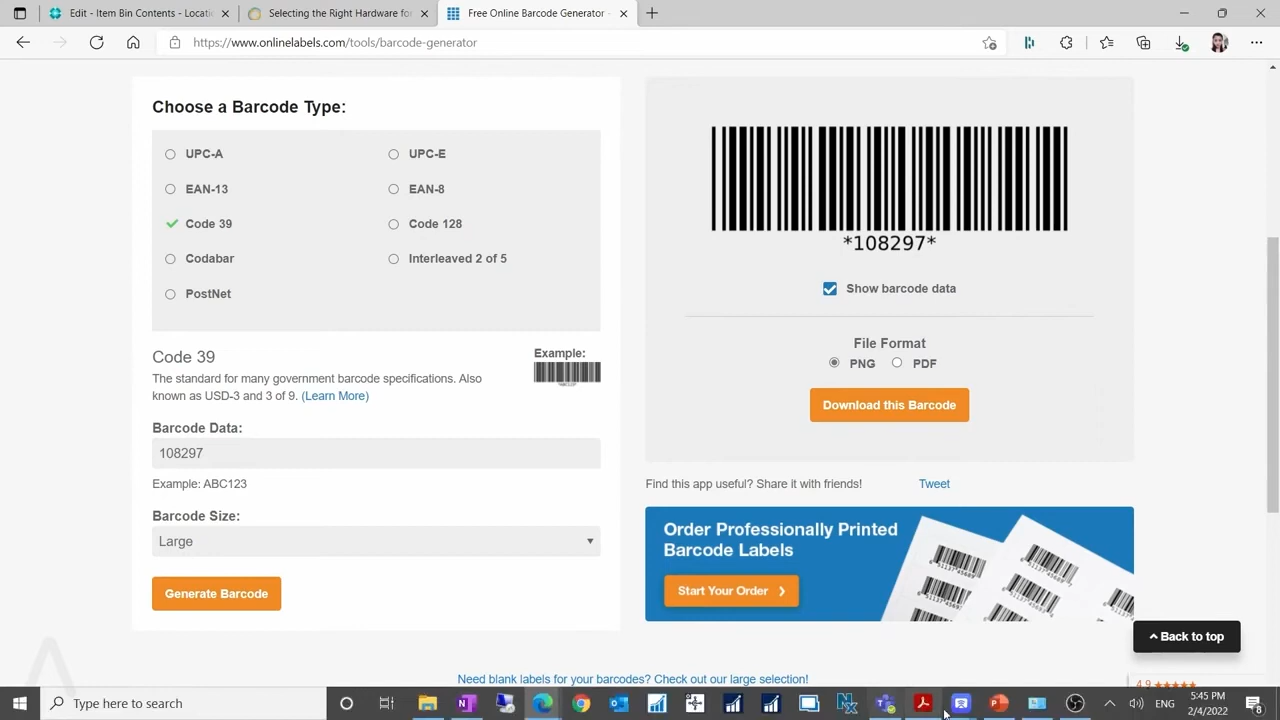 Edit - Item Bin Contents - Locati
Selecting the Right Hardware for
Free Online Barcode Generator -
https://www.onlinelabels.com/tools/barcode-generator
Choose a Barcode Type:
UPC-A
UPC-E
EAN-13
EAN-8
Code 39
Code 128
Codabar
Interleaved 2 of 5
PostNet
Code 39
Example:
The standard for many government barcode specifications. Also
known as USD-3 and 3 of 9. (Learn More)
Barcode Data:
108297
Example: ABC123
Barcode Size:
Large
Generate Barcode
*108297*
Show barcode data
File Format
PNG
PDF
Download this Barcode
Find this app useful? Share it with friends!
Tweet
Order Professionally Printed
Barcode Labels
Start Your Order
Back to top
Need blank labels for your barcodes? Check out our large selection!
4.9
Type here to search
ENG
5:45 PM
2/4/2022
8